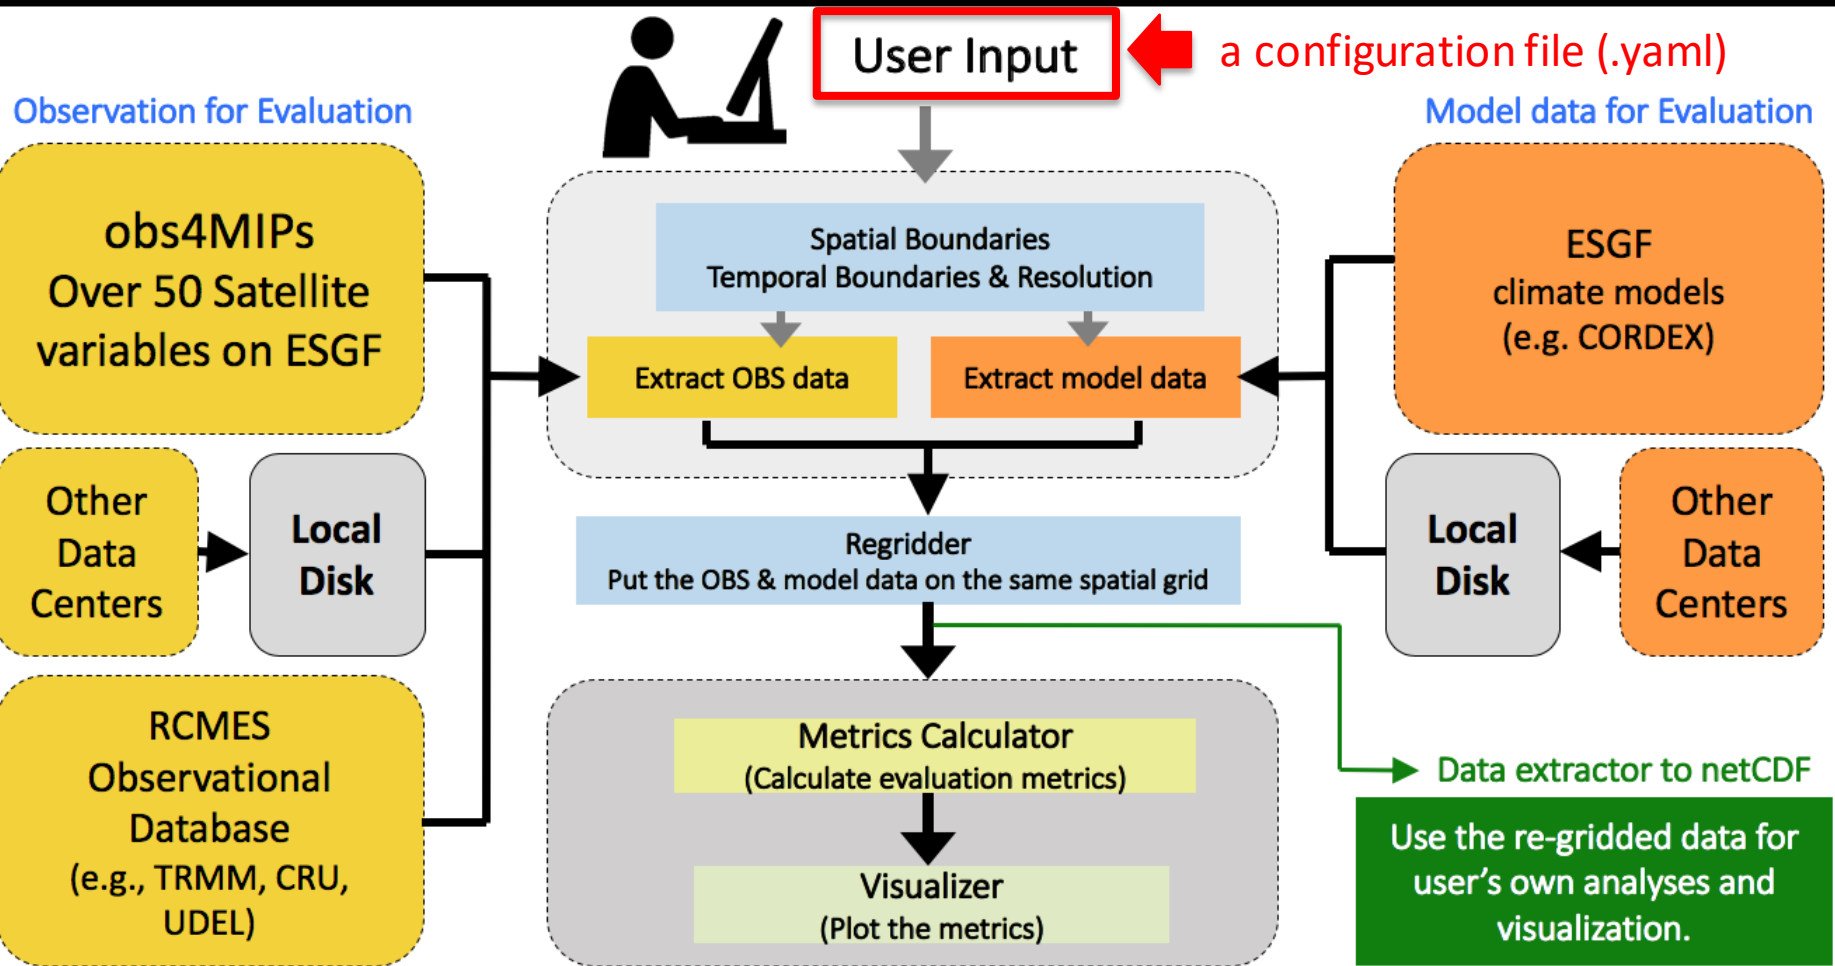 User Input
a configuration file (.yaml)
Observation for Evaluation
Model data for Evaluation
obs4MIPs
Over 50 Satellite
variables on ESGF
Other
Data
Centers
Local
Disk
RCMES
Observational
Database
(e.g., TRMM, CRU,
UDEL)
Spatial Boundaries
Temporal Boundaries & Resolution
Extract OBS data
Extract model data
Regridder
Put the OBS & model data on the same spatial grid
Metrics Calculator
(Calculate evaluation metrics)
Visualizer
(Plot the metrics)
ESGF
climate models
(e.g. CORDEX)
Local
Disk
Other
Data
Centers
Data extractor to netCDF
Use the re-gridded data for
user’s own analyses and
visualization.